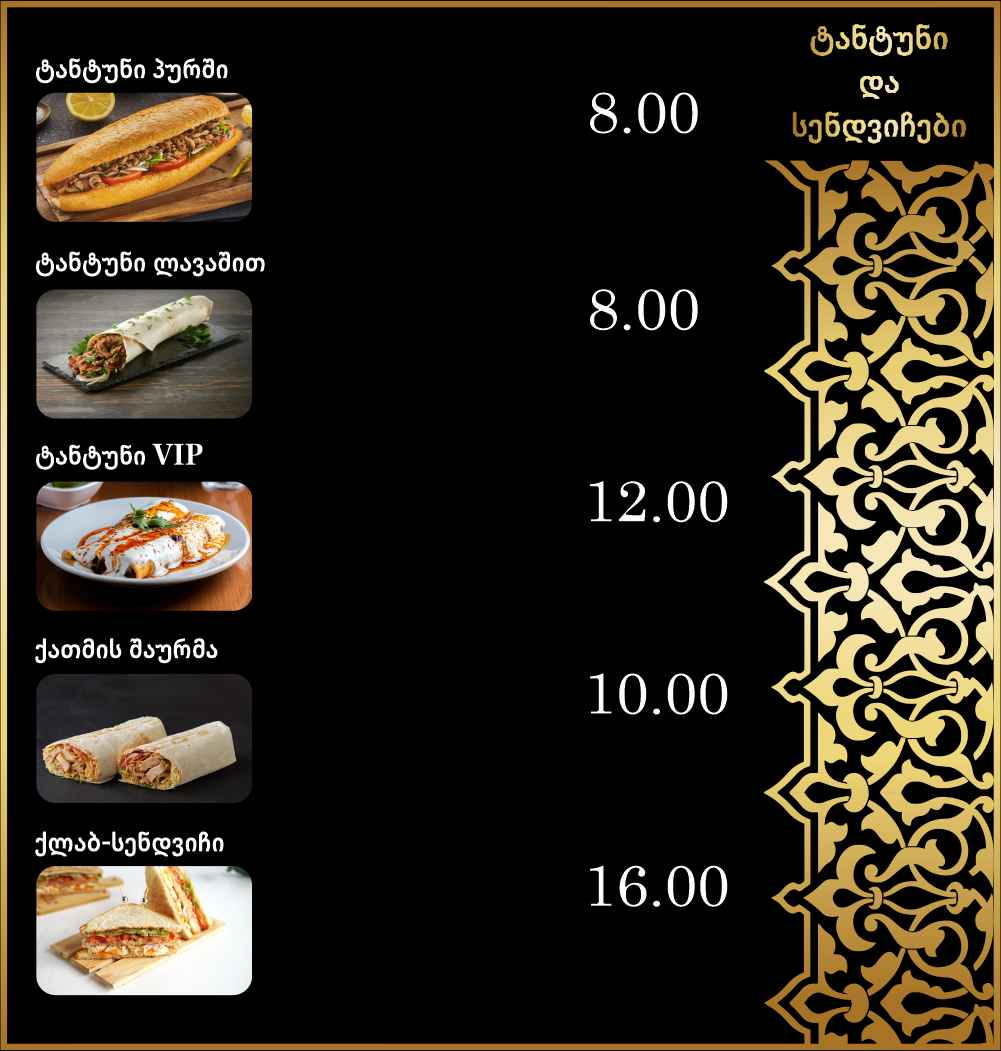 ტანტუნი
და
სენდვიჩები
ტანტუნი პურში
8.00
ტანტუნი ლავაშით
8.00
ტანტუნი VIP
12.00
ქათმის შაურმა
10.00
ქლაბ-სენდვიჩი
16.00